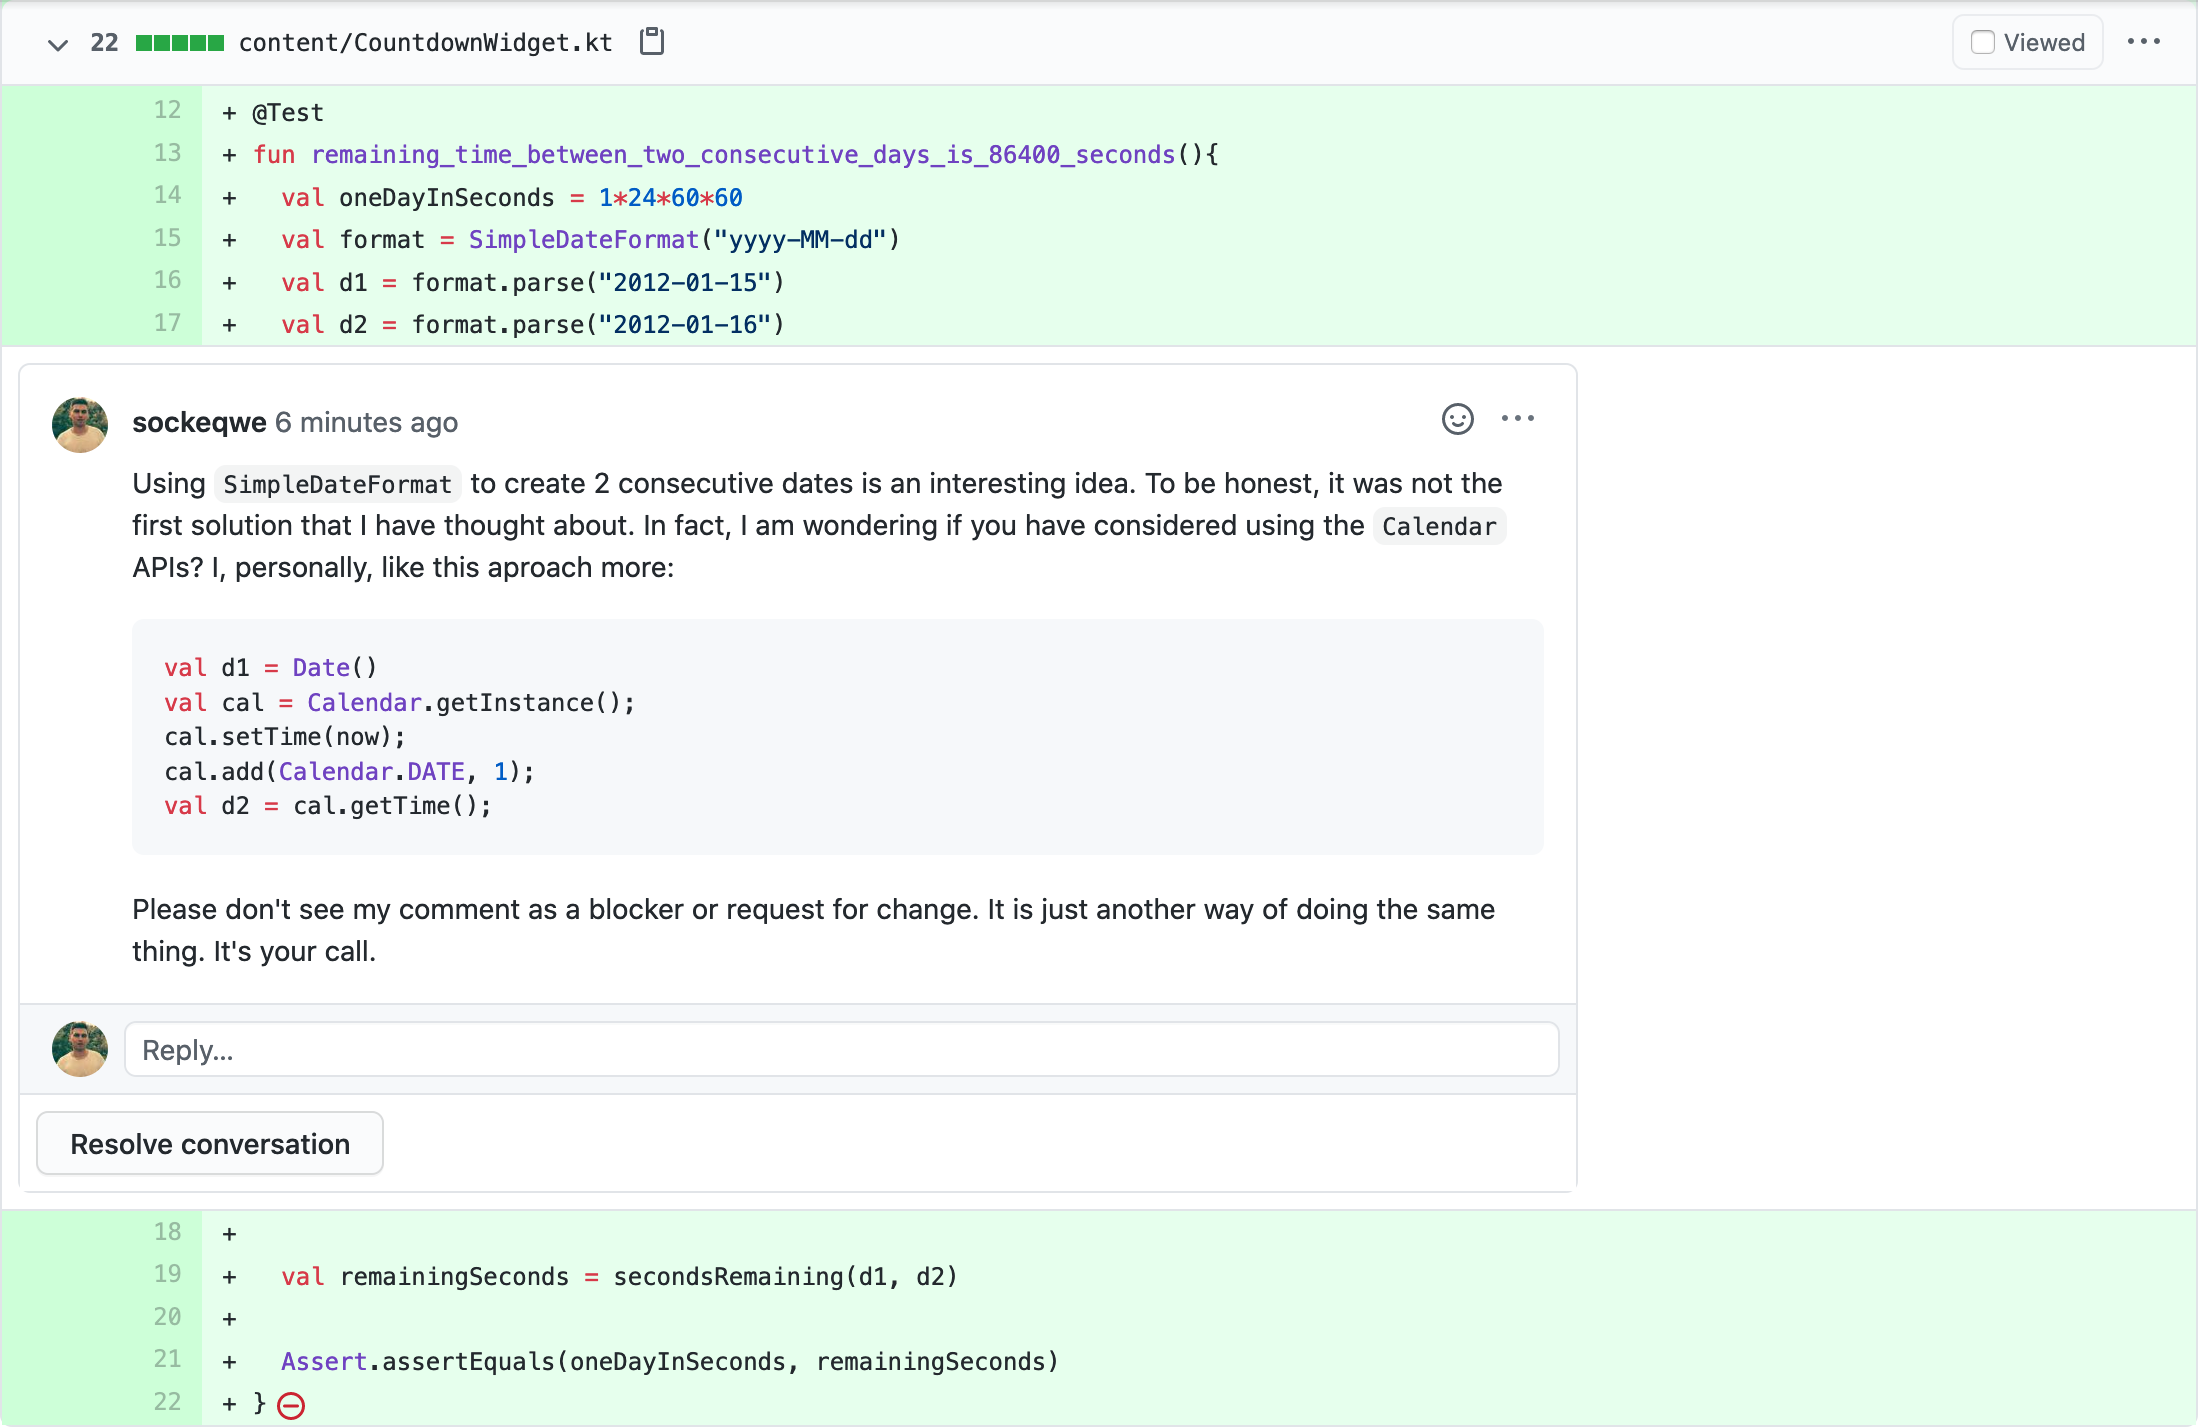 22 content/CountdownWidget.kt Viewed
12 + @Test
13 + fun remaining_time_between_two_consecutive_days_is_86400_seconds(){
14 +   val oneDayInSeconds = 1*24*60*60
15 +   val format = SimpleDateFormat("yyyy-MM-dd")
16 +   val d1 = format.parse("2012-01-15")
17 +   val d2 = format.parse("2012-01-16")
sockeqwe 6 minutes ago
Using SimpleDateFormat to create 2 consecutive dates is an interesting idea. To be honest, it was not the
first solution that I have thought about. In fact, I am wondering if you have considered using the Calendar
APIs? I, personally, like this aproach more:
val d1 = Date()
val cal = Calendar.getInstance();
cal.setTime(now);
cal.add(Calendar.DATE, 1);
val d2 = cal.getTime();
Please don't see my comment as a blocker or request for change. It is just another way of doing the same
thing. It's your call.
Reply...
Resolve conversation
18 +
19 +   val remainingSeconds = secondsRemaining(d1, d2)
20 +
21 +   Assert.assertEquals(oneDayInSeconds, remainingSeconds)
22 + }